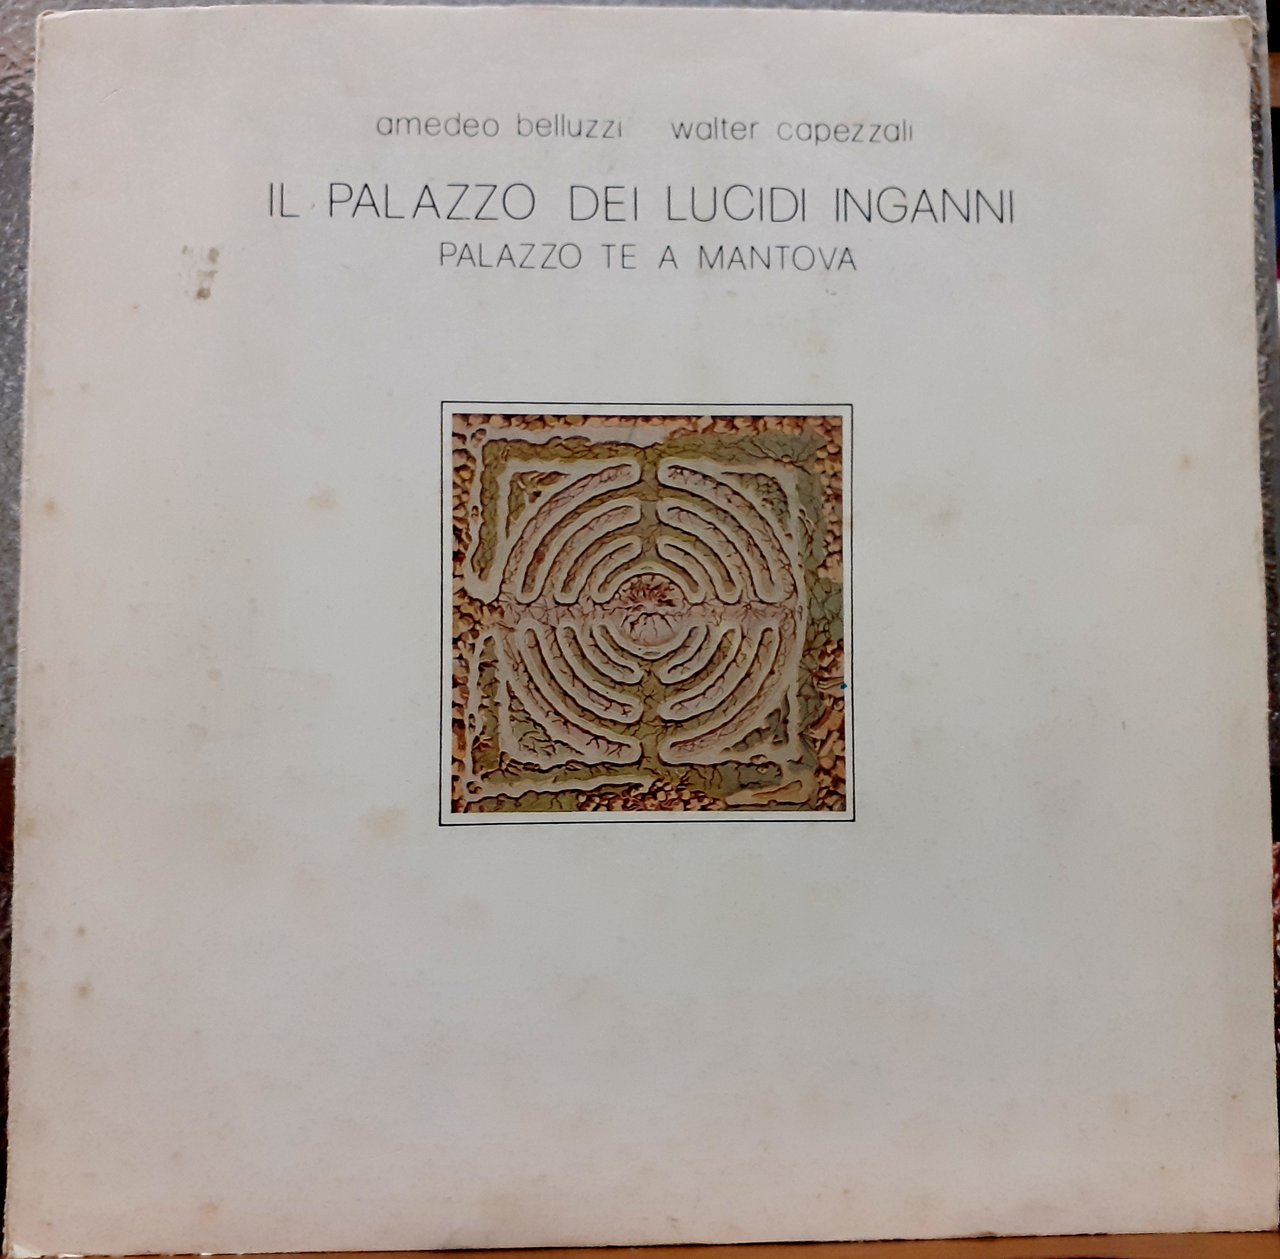 amedeo belluzzi walter capezzali
IL PALAZZO DEI LUCIDI INGANNI
PALAZZO TE A MANTOVA